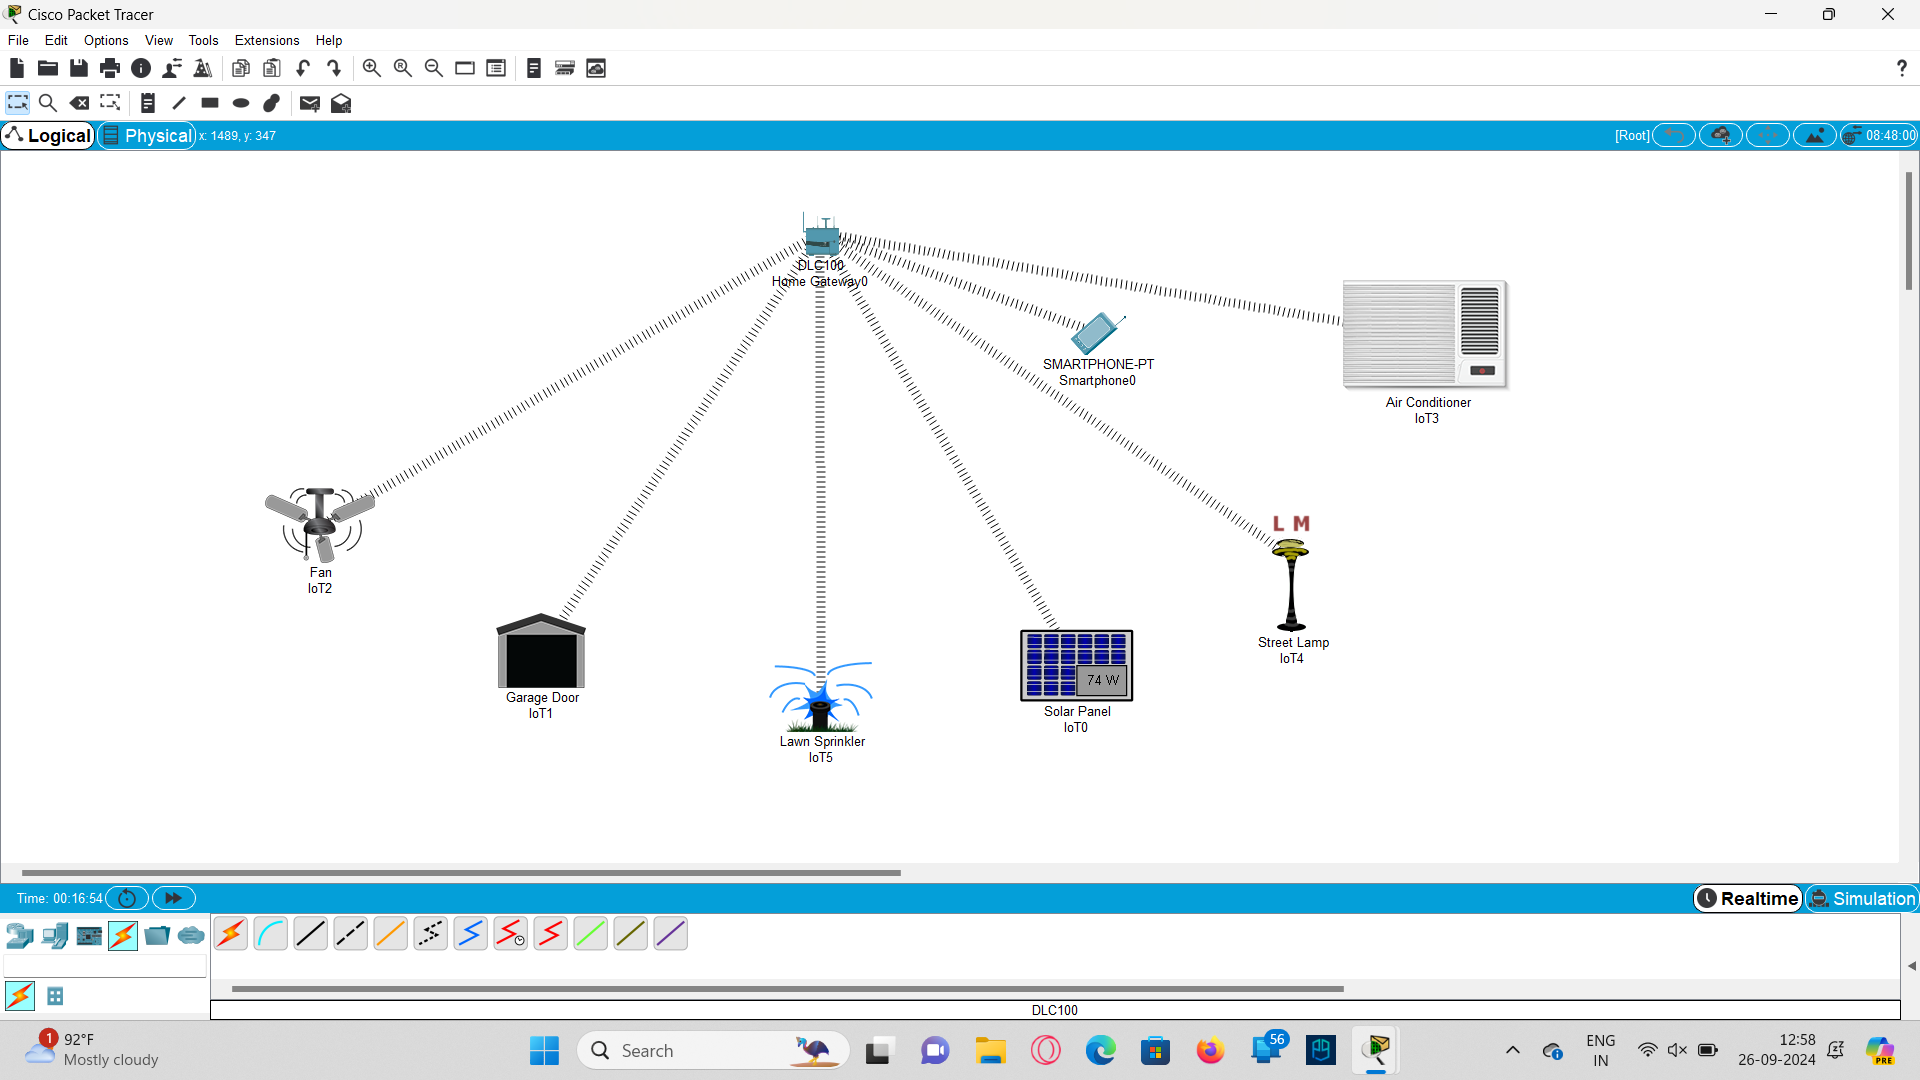 Cisco Packet Tracer
File Edit Options View Tools Extensions Help
Logical Physical x: 1489, y: 347 [Root] 08:48:00
DLC100
Home Gateway0
SMARTPHONE-PT
Smartphone0
Air Conditioner
IoT3
Fan
IoT2
L M
Street Lamp
IoT4
Garage Door
IoT1
74 W
Solar Panel
IoT0
Lawn Sprinkler
IoT5
Time: 00:16:54 Realtime Simulation
DLC100
1
92°F
Mostly cloudy
Search
56
ENG
IN
12:58
26-09-2024
PRE